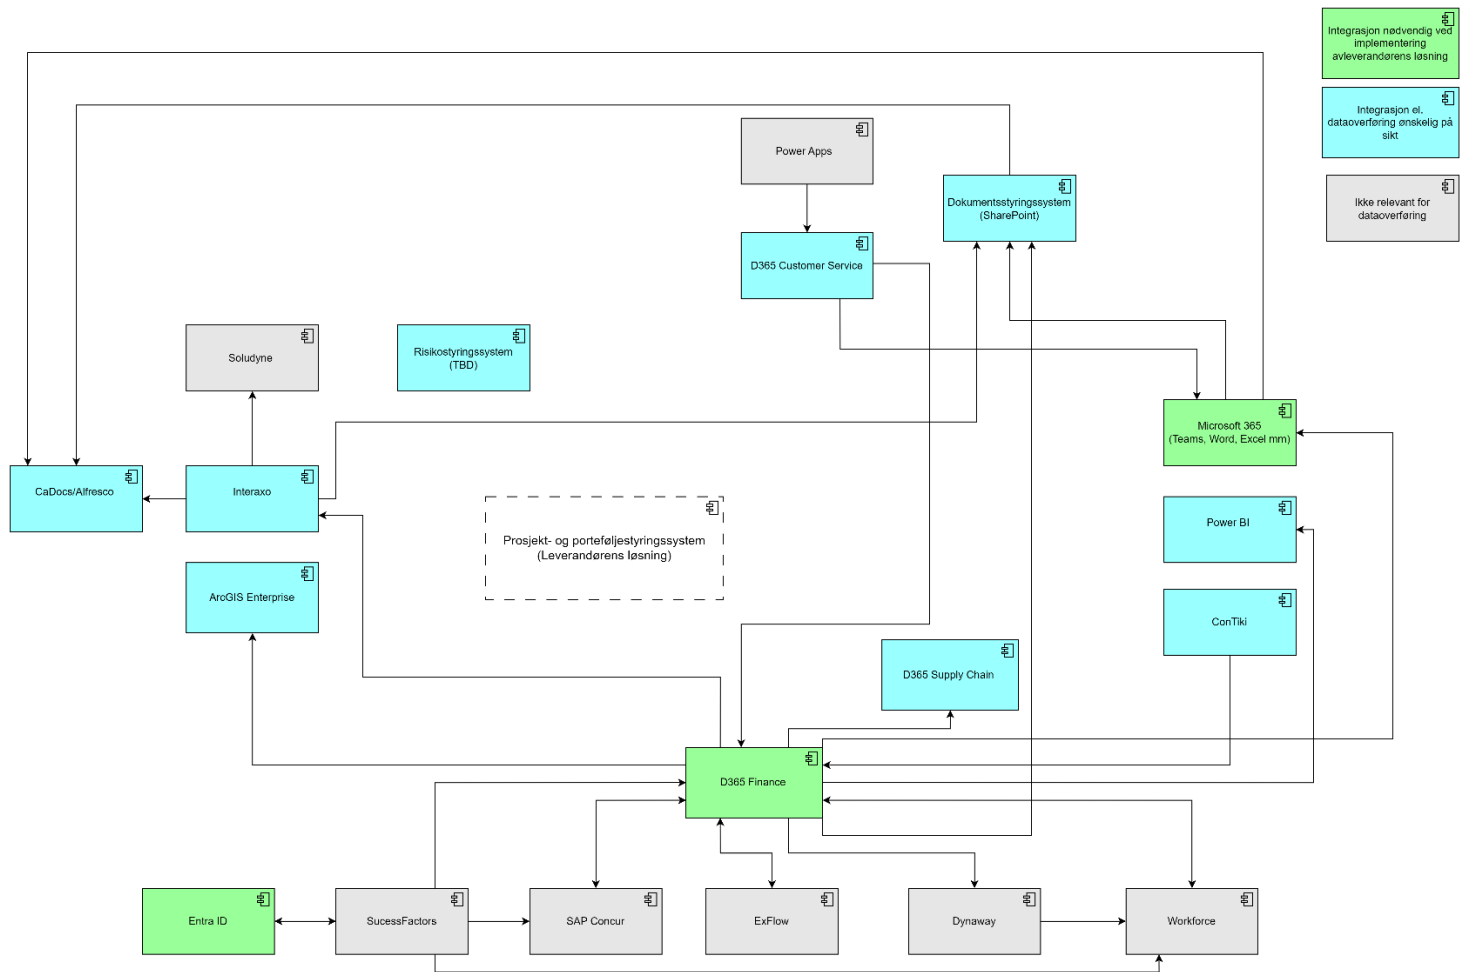 Integrasjon nødvendig ved
implementering
avleverandørens løsning
Integrasjon el.
dataoverføring ønskelig på
sikt
Power Apps
Dokumentsstyringssystem
(SharePoint)
Ikke relevant for
dataoverføring
D365 Customer Service
Soludyne
Risikostyringssystem
(TBD)
Microsoft 365
(Teams, Word, Excel mm)
CaDocs/Alfresco
Interaxo
Prosjekt- og porteføljestyringssystem
(Leverandørens løsning)
Power BI
ArcGIS Enterprise
ConTiki
D365 Supply Chain
D365 Finance
Entra ID
SucessFactors
SAP Concur
ExFlow
Dynaway
Workforce